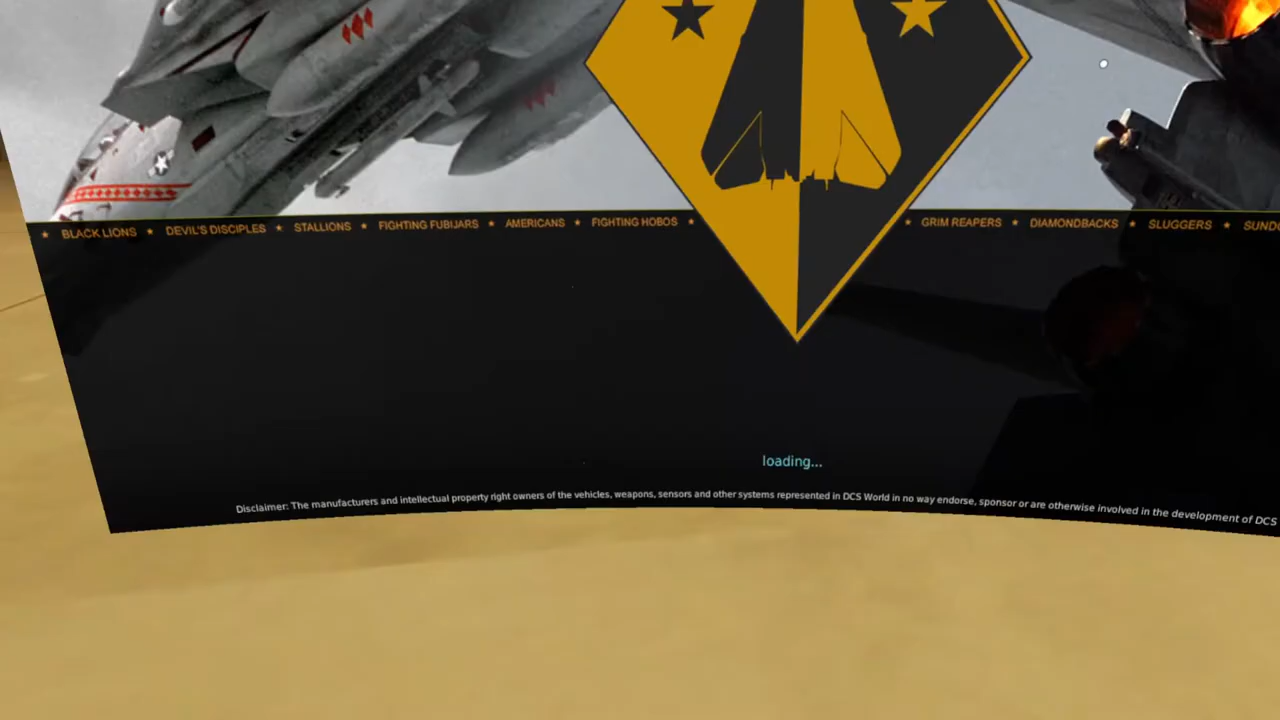 ★ BLACK LIONS ★ DEVIL'S DISCIPLES ★ STALLIONS ★ FIGHTING FUBIJARS ★ AMERICANS ★ FIGHTING HOBOS ★ ★ GRIM REAPERS ★ DIAMONDBACKS ★ SLUGGERS ★ SUND
loading...
Disclaimer: The manufacturers and intellectual property right owners of the vehicles, weapons, sensors and other systems represented in DCS World in no way endorse, sponsor or are otherwise involved in the development of DCS